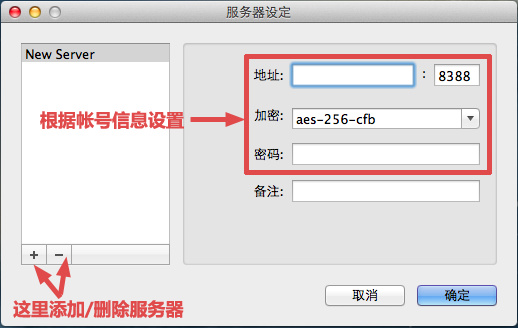 服务器设定
New Server
地址:
:
8388
根据帐号信息设置
加密:
aes-256-cfb
密码:
备注:
+
−
这里添加/删除服务器
取消
确定